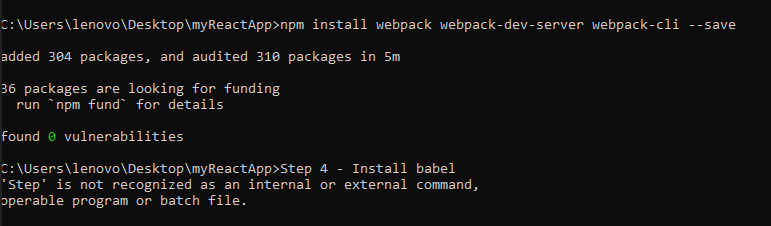 C:\Users\lenovo\Desktop\myReactApp>npm install webpack webpack-dev-server webpack-cli --save
added 304 packages, and audited 310 packages in 5m
36 packages are looking for funding
run `npm fund` for details
found 0 vulnerabilities
C:\Users\lenovo\Desktop\myReactApp>Step 4 - Install babel
'Step' is not recognized as an internal or external command,
operable program or batch file.